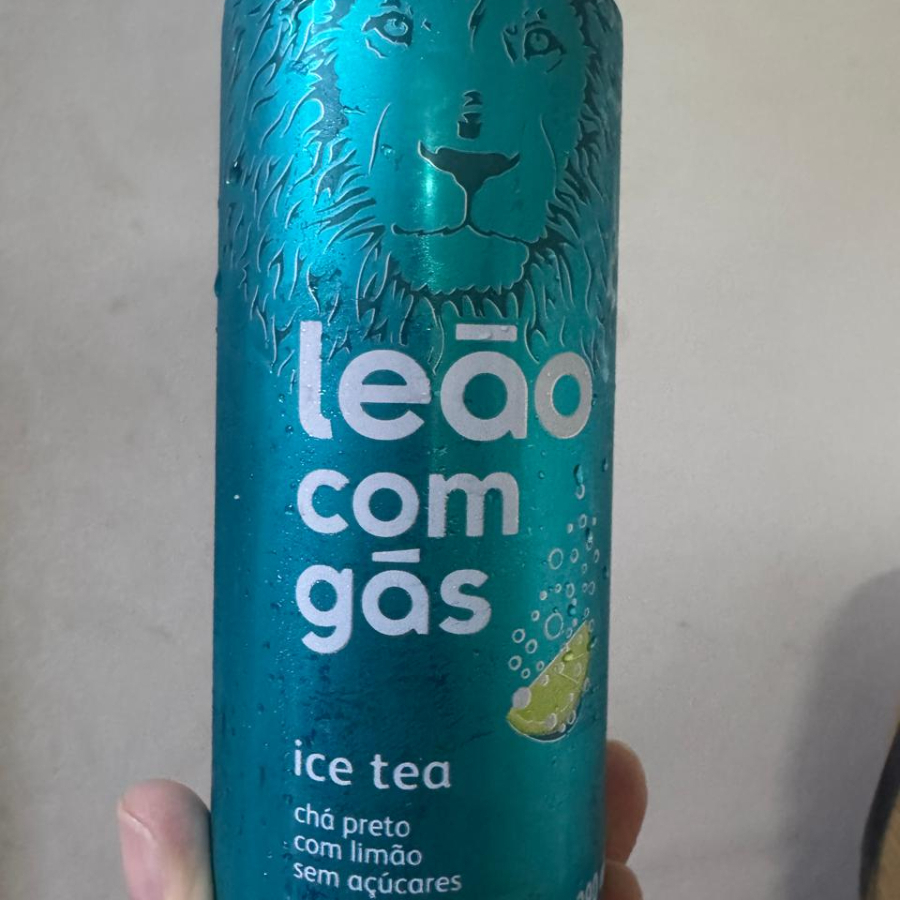 leão
com
gás
ice tea
chá preto
com limão
sem açúcares